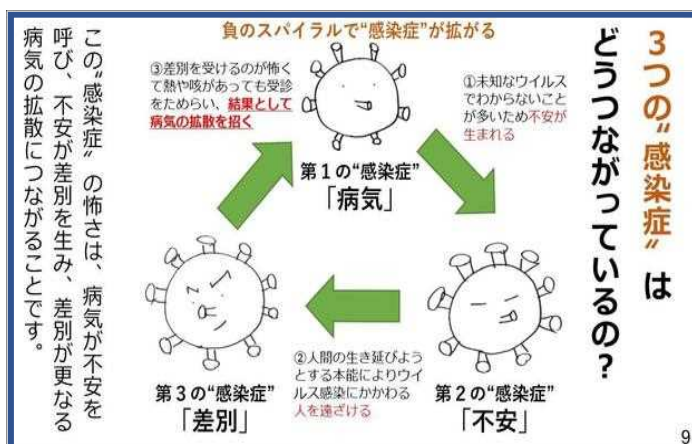 3つの“感染症”は
どうつながっているの？
負のスパイラルで“感染症”が拡がる
①未知なウイルス
でわからないこと
が多いため不安が
生まれる
第1の“感染症”
「病気」
②人間の生き延びよう
とする本能によりウイ
ルス感染にかかわる
人を遠ざける
第2の“感染症”
「不安」
③差別を受けるのが怖く
て熱や咳があっても受診
をためらい、結果として
病気の拡散を招く
第3の“感染症”
「差別」
この“感染症”の怖さは、病気が不安を
呼び、不安が差別を生み、差別が更なる
病気の拡散につながることです。
9